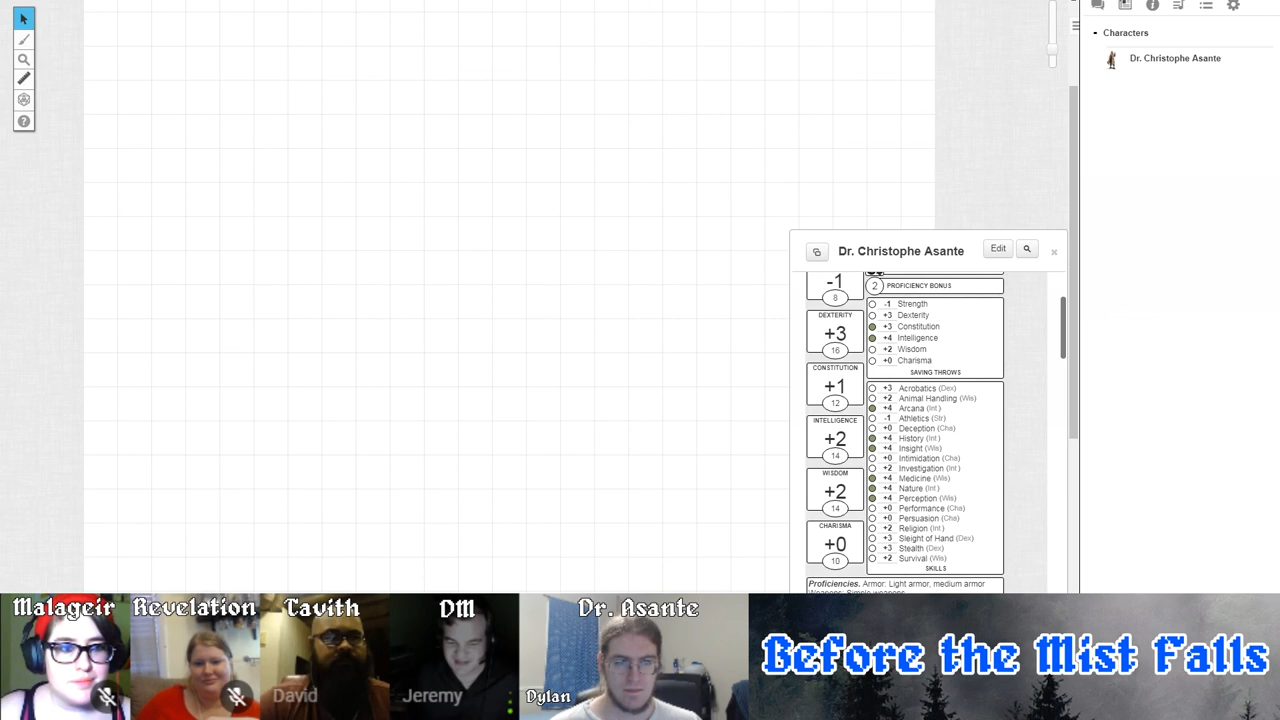 Characters
Dr. Christophe Asante
Dr. Christophe Asante
Edit
-1
8
2 PROFICIENCY BONUS
-1 Strength
+3 Dexterity
+3 Constitution
+4 Intelligence
+2 Wisdom
+0 Charisma
SAVING THROWS
DEXTERITY
+3
16
CONSTITUTION
+1
12
INTELLIGENCE
+2
14
WISDOM
+2
14
CHARISMA
+0
10
+3 Acrobatics (Dex)
+2 Animal Handling (Wis)
+4 Arcana (Int)
-1 Athletics (Str)
+0 Deception (Cha)
+4 History (Int)
+4 Insight (Wis)
+0 Intimidation (Cha)
+2 Investigation (Int)
+4 Medicine (Wis)
+4 Nature (Int)
+4 Perception (Wis)
+0 Performance (Cha)
+0 Persuasion (Cha)
+2 Religion (Int)
+3 Sleight of Hand (Dex)
+3 Stealth (Dex)
+2 Survival (Wis)
SKILLS
Proficiencies. Armor: Light armor, medium armor
Weapons: Simple weapons
Malageir
Revelation
Tavith
DM
Dr. Asante
David
Jeremy
Dylan
Before the Mist Falls